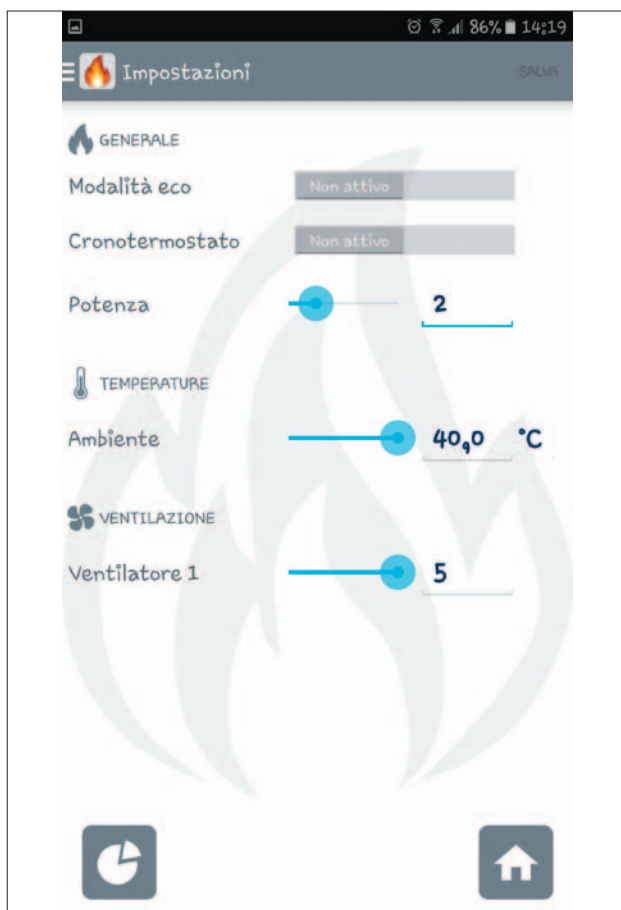 86% 14:19
Impostazioni SALVA
GENERALE
Modalità eco Non attivo
Cronotermostato Non attivo
Potenza 2
TEMPERATURE
Ambiente 40,0 °C
VENTILAZIONE
Ventilatore 1 5